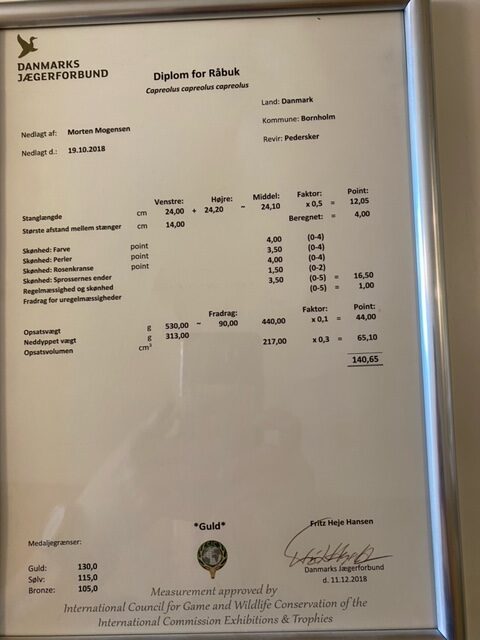 DANMARKS
JÆGERFORBUND
Diplom for Råbuk
Capreolus capreolus capreolus
Land: Danmark
Kommune: Bornholm
Revir: Pedersker
Nedlagt af: Morten Mogensen
Nedlagt d.: 19.10.2018
Venstre: Højre: Middel: Faktor: Point:
Stanglængde cm 24,00 + 24,20 ~ 24,10 x 0,5 = 12,05
Største afstand mellem stænger cm 14,00 Beregnet: = 4,00
Skønhed: Farve point 4,00 (0-4)
Skønhed: Perler point 3,50 (0-4)
Skønhed: Rosenkranse point 4,00 (0-4)
Skønhed: Sprossernes ender 1,50 (0-2)
Regelmæssighed og skønhed 3,50 (0-5) = 16,50
Fradrag for uregelmæssigheder (0-5) = 1,00
Fradrag: Faktor: Point:
Opsatsvægt g 530,00 ~ 90,00 440,00 x 0,1 = 44,00
Neddyppet vægt g 313,00
Opsatsvolumen cm³ 217,00 x 0,3 = 65,10
140,65
*Guld*
Fritz Heje Hansen
Medaljegrænser:
Guld: 130,0
Sølv: 115,0
Bronze: 105,0
Danmarks Jægerforbund
d. 11.12.2018
Measurement approved by
International Council for Game and Wildlife Conservation of the
International Commission Exhibitions & Trophies